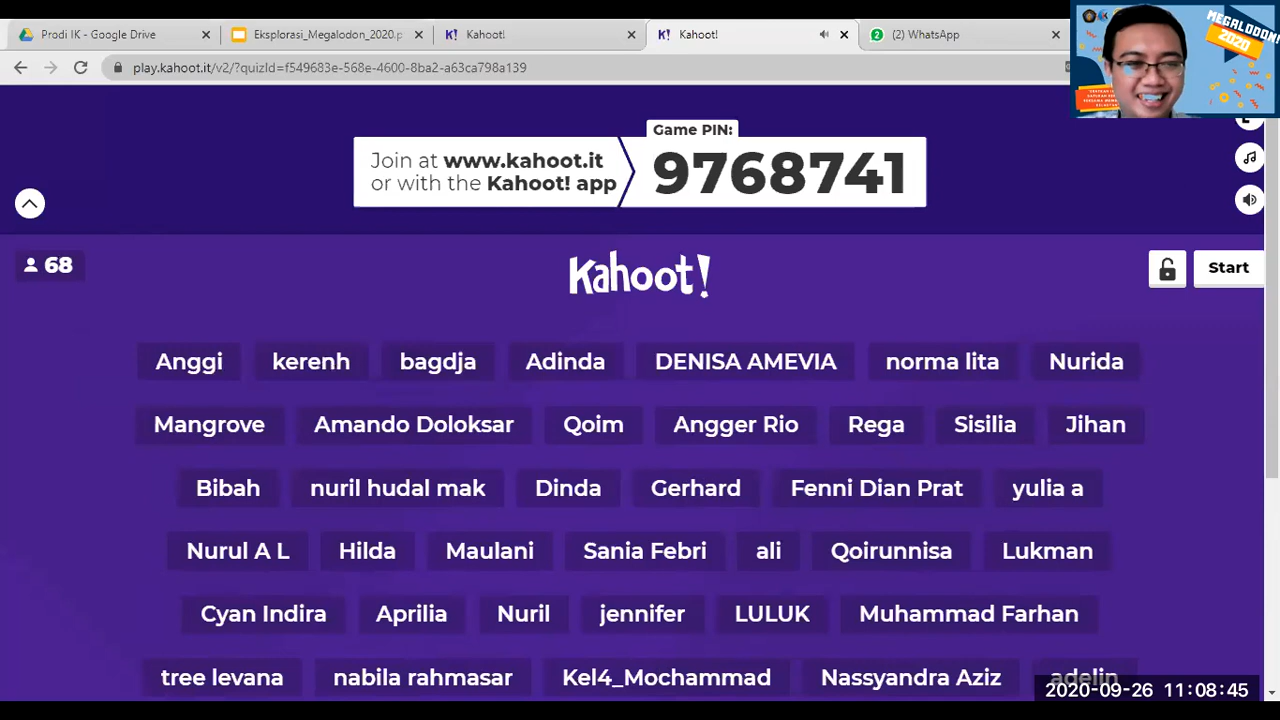 Prodi IK - Google Drive
Eksplorasi_Megalodon_2020.p
Kahoot!
Kahoot!
(2) WhatsApp
MEGALODON!
2020
play.kahoot.it/v2/?quizId=f549683e-568e-4600-8ba2-a63ca798a139
Game PIN:
Join at www.kahoot.it
or with the Kahoot! app
9768741
68
Kahoot!
Start
Anggi kerenh bagdja Adinda DENISA AMEVIA norma lita Nurida
Mangrove Amando Doloksar Qoim Angger Rio Rega Sisilia Jihan
Bibah nuril hudal mak Dinda Gerhard Fenni Dian Prat yulia a
Nurul A L Hilda Maulani Sania Febri ali Qoirunnisa Lukman
Cyan Indira Aprilia Nuril jennifer LULUK Muhammad Farhan
tree levana nabila rahmasar Kel4_Mochammad Nassyandra Aziz adelin
2020-09-26 11:08:45